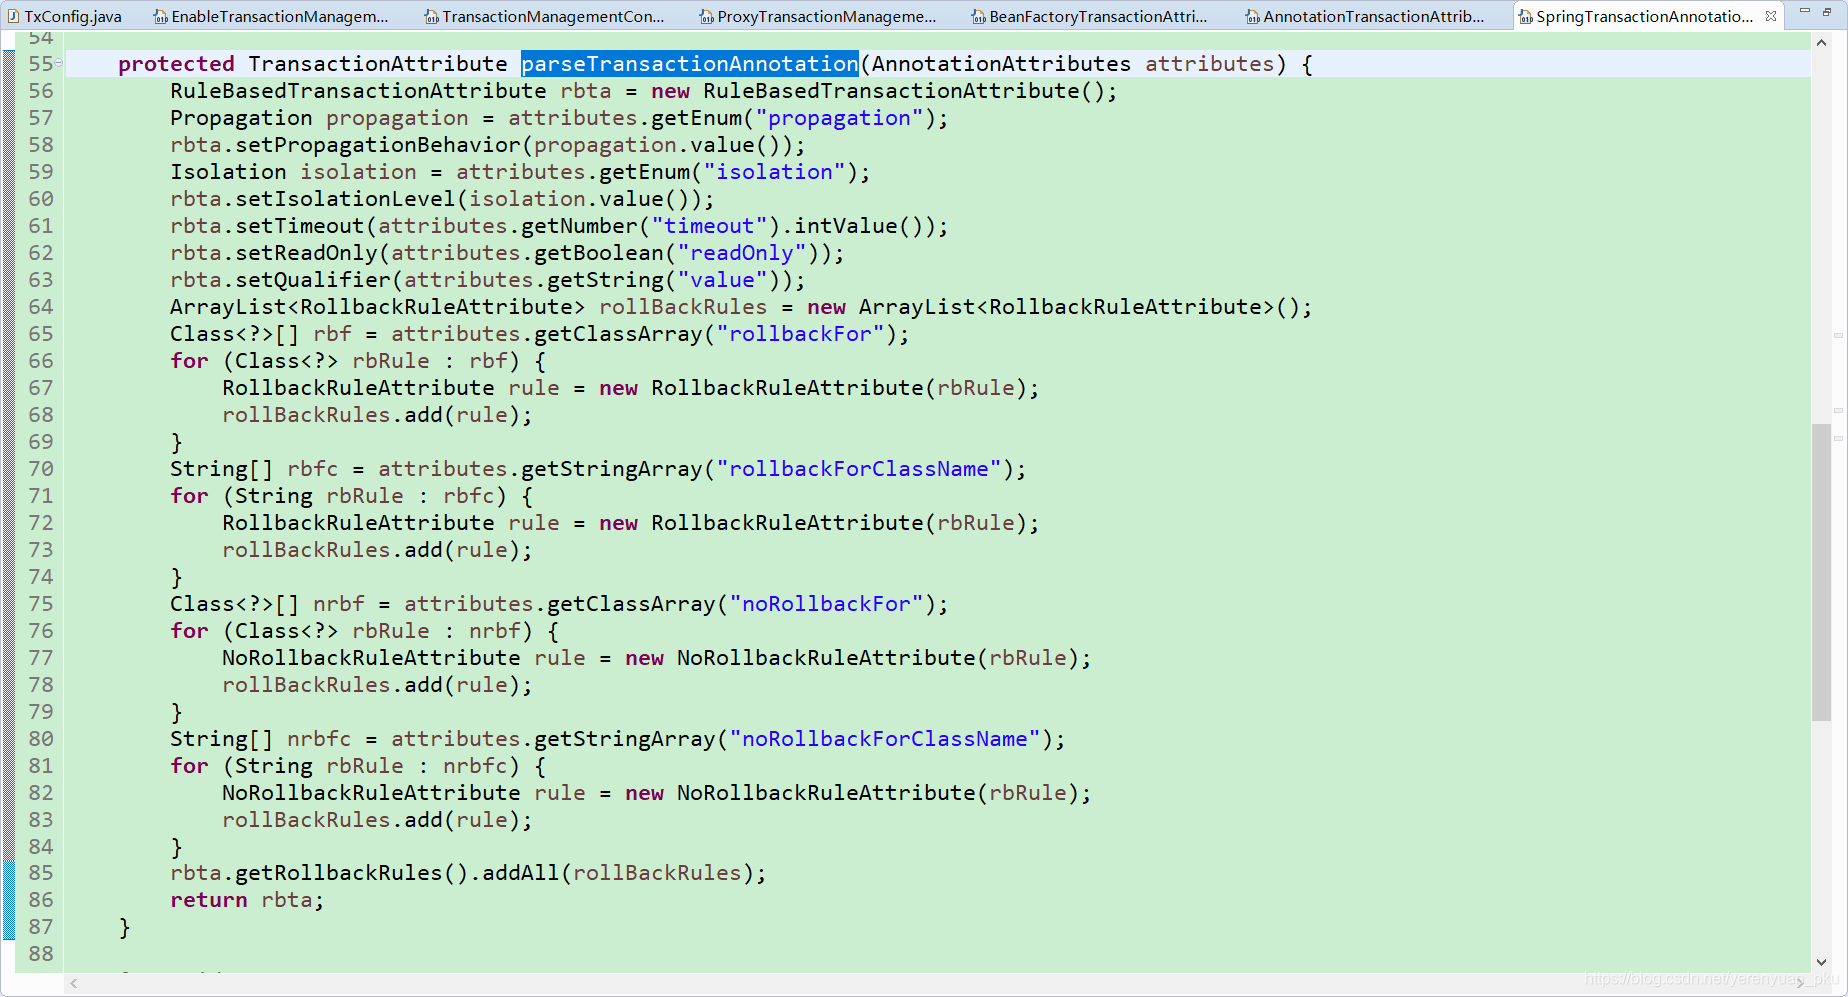 TxConfig.java EnableTransactionManagem... TransactionManagementCon... ProxyTransactionManageme... BeanFactoryTransactionAttri... AnnotationTransactionAttrib... SpringTransactionAnnotatio...
54
55 protected TransactionAttribute parseTransactionAnnotation(AnnotationAttributes attributes) {
56 RuleBasedTransactionAttribute rbta = new RuleBasedTransactionAttribute();
57 Propagation propagation = attributes.getEnum("propagation");
58 rbta.setPropagationBehavior(propagation.value());
59 Isolation isolation = attributes.getEnum("isolation");
60 rbta.setIsolationLevel(isolation.value());
61 rbta.setTimeout(attributes.getNumber("timeout").intValue());
62 rbta.setReadOnly(attributes.getBoolean("readOnly"));
63 rbta.setQualifier(attributes.getString("value"));
64 ArrayList<RollbackRuleAttribute> rollBackRules = new ArrayList<RollbackRuleAttribute>();
65 Class<?>[] rbf = attributes.getClassArray("rollbackFor");
66 for (Class<?> rbRule : rbf) {
67 RollbackRuleAttribute rule = new RollbackRuleAttribute(rbRule);
68 rollBackRules.add(rule);
69 }
70 String[] rbfc = attributes.getStringArray("rollbackForClassName");
71 for (String rbRule : rbfc) {
72 RollbackRuleAttribute rule = new RollbackRuleAttribute(rbRule);
73 rollBackRules.add(rule);
74 }
75 Class<?>[] nrbf = attributes.getClassArray("noRollbackFor");
76 for (Class<?> rbRule : nrbf) {
77 NoRollbackRuleAttribute rule = new NoRollbackRuleAttribute(rbRule);
78 rollBackRules.add(rule);
79 }
80 String[] nrbfc = attributes.getStringArray("noRollbackForClassName");
81 for (String rbRule : nrbfc) {
82 NoRollbackRuleAttribute rule = new NoRollbackRuleAttribute(rbRule);
83 rollBackRules.add(rule);
84 }
85 rbta.getRollbackRules().addAll(rollBackRules);
86 return rbta;
87 }
88
https://blog.csdn.net/yerenyuan_pku